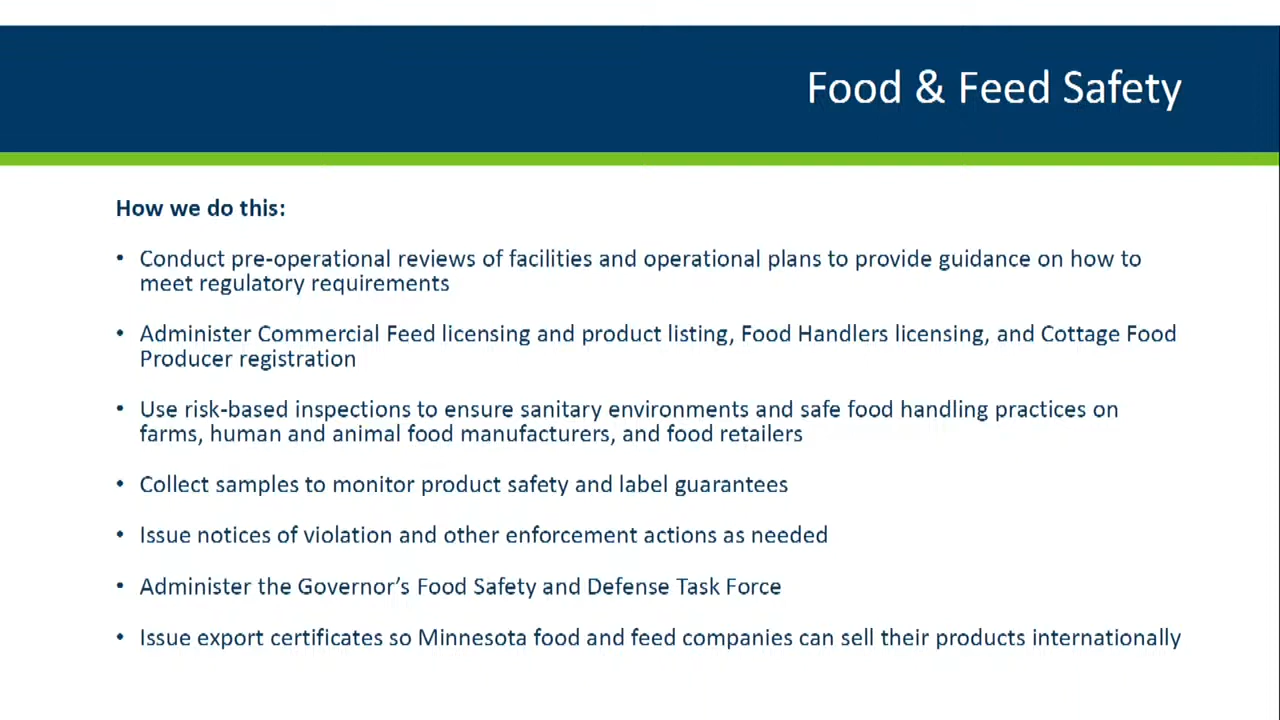 Food & Feed Safety
How we do this:
• Conduct pre-operational reviews of facilities and operational plans to provide guidance on how to
meet regulatory requirements
• Administer Commercial Feed licensing and product listing, Food Handlers licensing, and Cottage Food
Producer registration
• Use risk-based inspections to ensure sanitary environments and safe food handling practices on
farms, human and animal food manufacturers, and food retailers
• Collect samples to monitor product safety and label guarantees
• Issue notices of violation and other enforcement actions as needed
• Administer the Governor’s Food Safety and Defense Task Force
• Issue export certificates so Minnesota food and feed companies can sell their products internationally